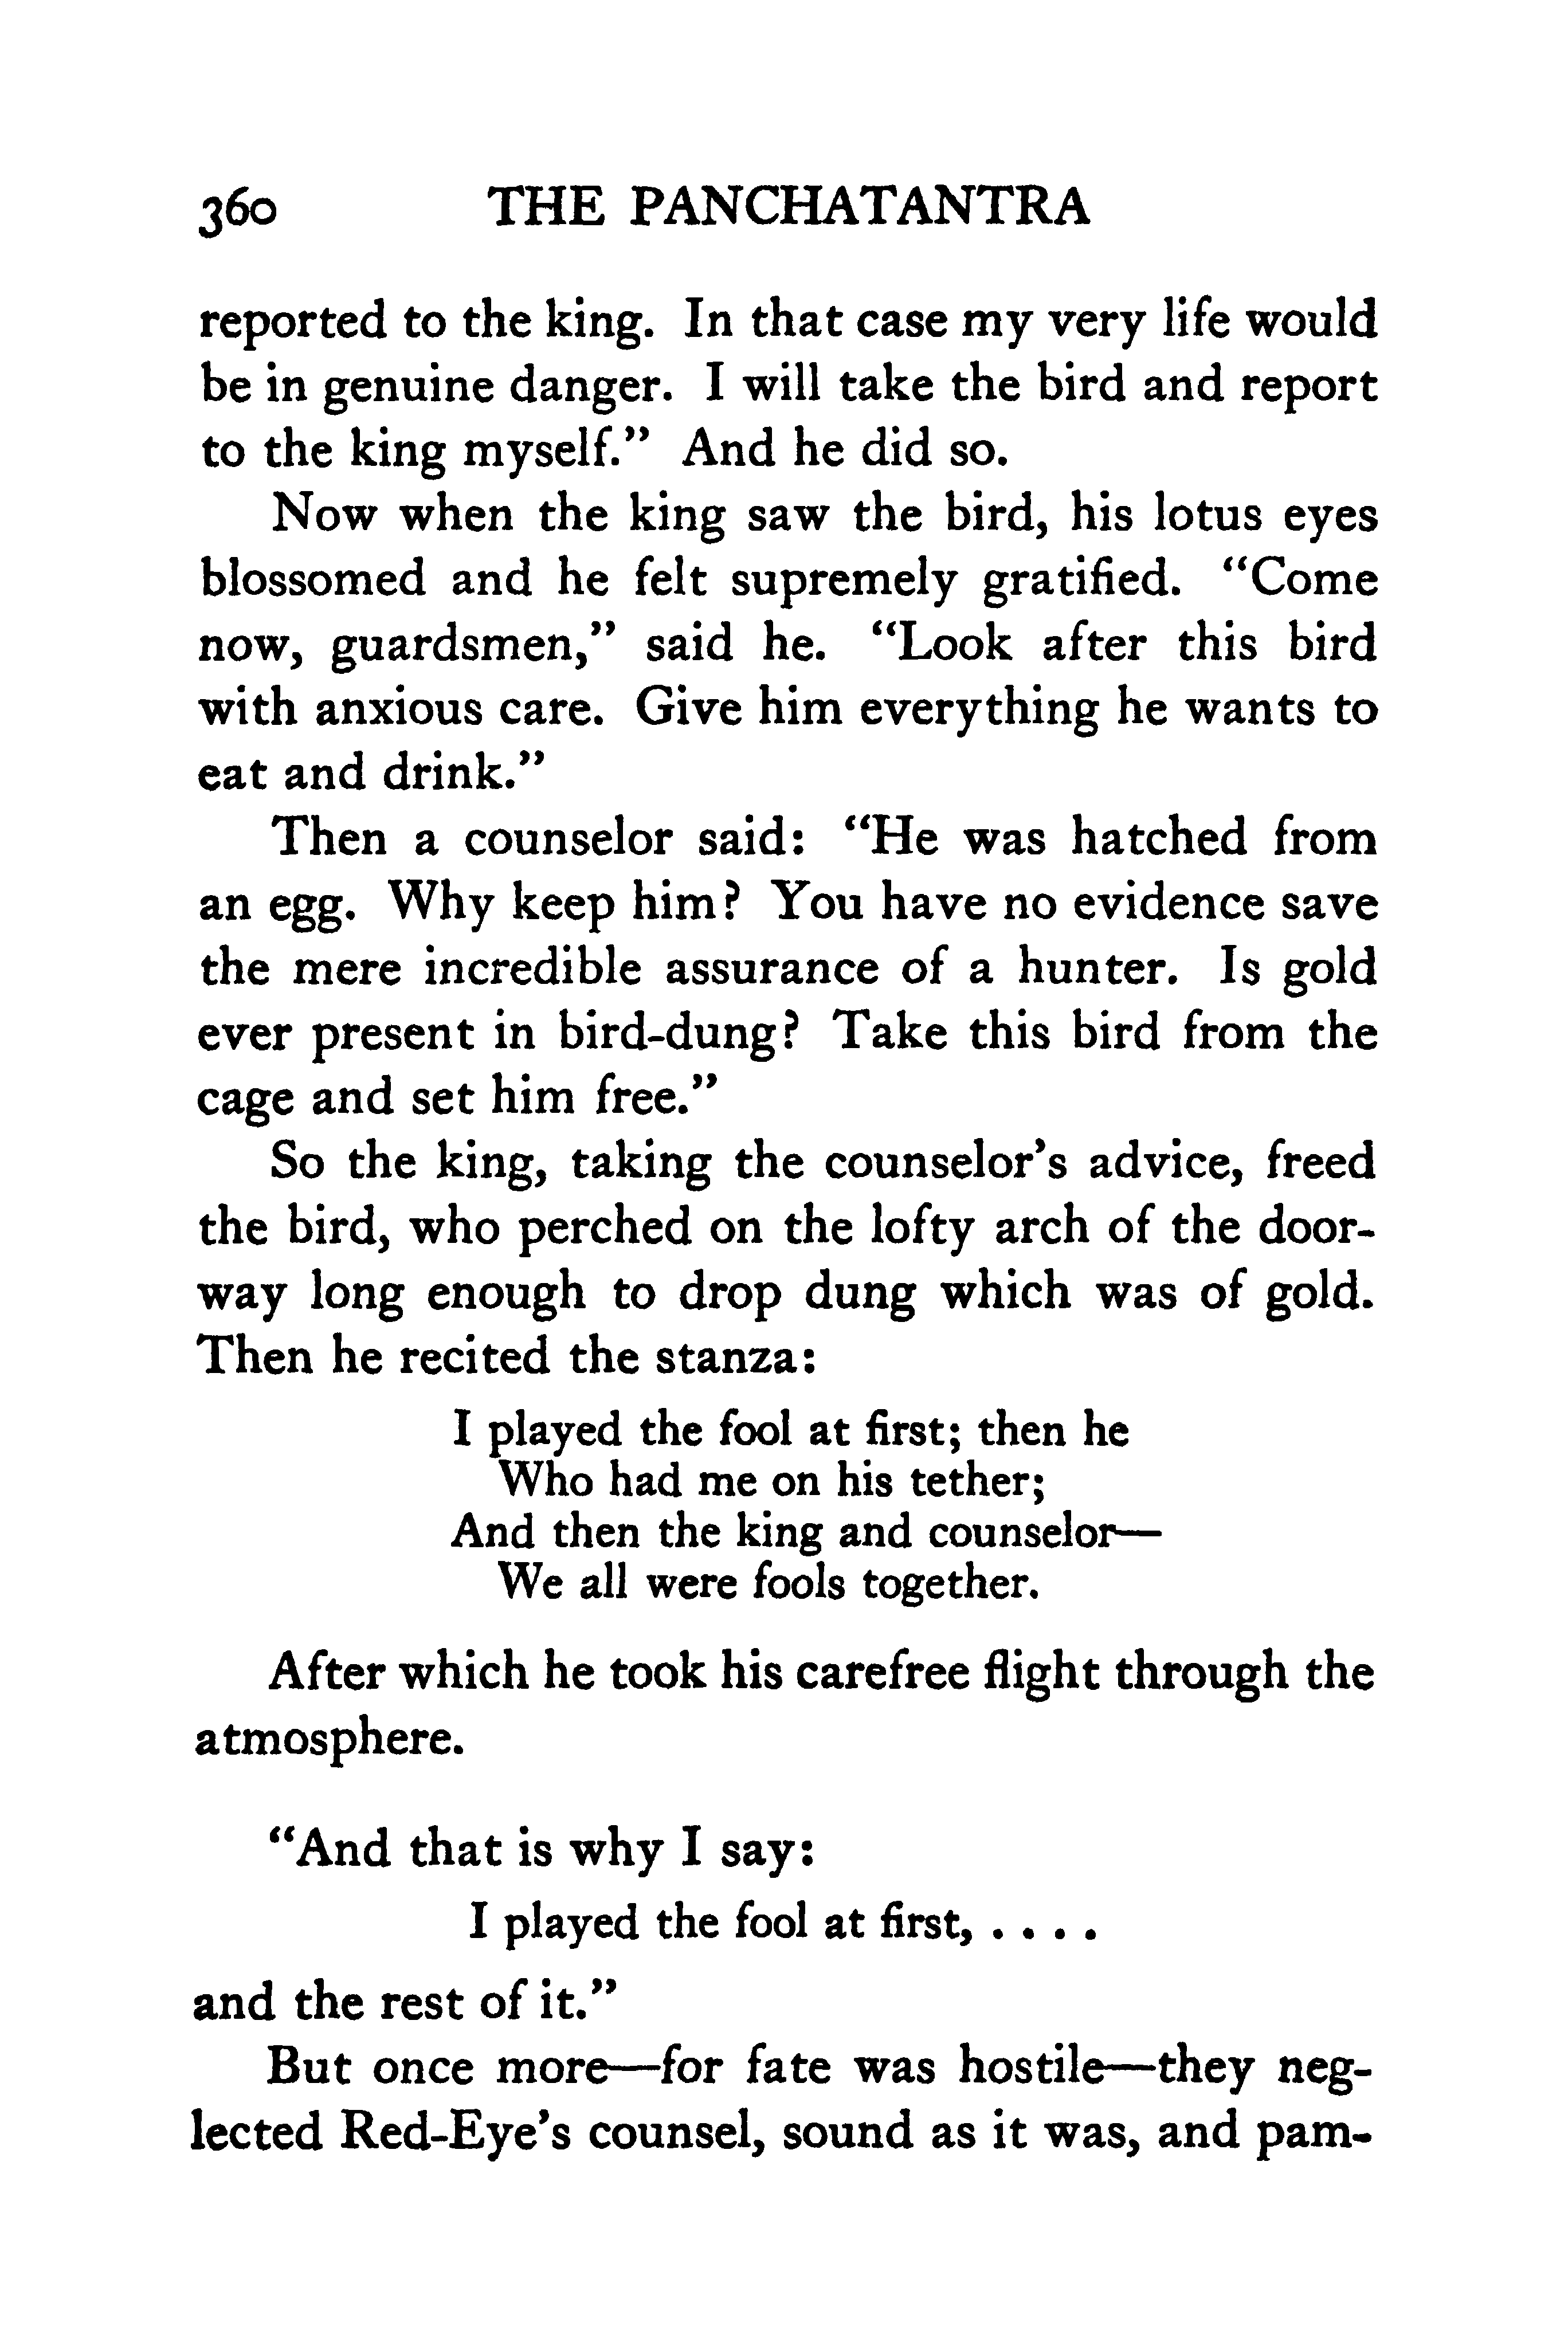 360 THE PANCHATANTRA
reported to the king. In that case my very life would
be in genuine danger. I will take the bird and report
to the king myself.” And he did so.
Now when the king saw the bird, his lotus eyes
blossomed and he felt supremely gratified. “Come
now, guardsmen,” said he. “Look after this bird
with anxious care. Give him everything he wants to
eat and drink.”
Then a counselor said: “He was hatched from
an egg. Why keep him? You have no evidence save
the mere incredible assurance of a hunter. Is gold
ever present in bird-dung? Take this bird from the
cage and set him free.”
So the king, taking the counselor’s advice, freed
the bird, who perched on the lofty arch of the door-
way long enough to drop dung which was of gold.
Then he recited the stanza:
I played the fool at first; then he
Who had me on his tether;
And then the king and counselor—
We all were fools together.
After which he took his carefree flight through the
atmosphere.
“And that is why I say:
I played the fool at first, . . . .
and the rest of it.”
But once more—for fate was hostile—they neg-
lected Red-Eye’s counsel, sound as it was, and pam-